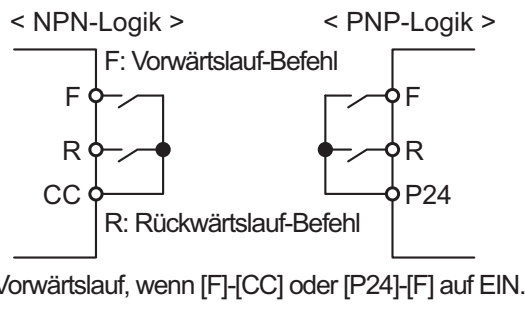 < NPN-Logik > < PNP-Logik >
F: Vorwärtslauf-Befehl
F F
R R
CC P24
R: Rückwärtslauf-Befehl
Vorwärtslauf, wenn [F]-[CC] oder [P24]-[F] auf EIN.